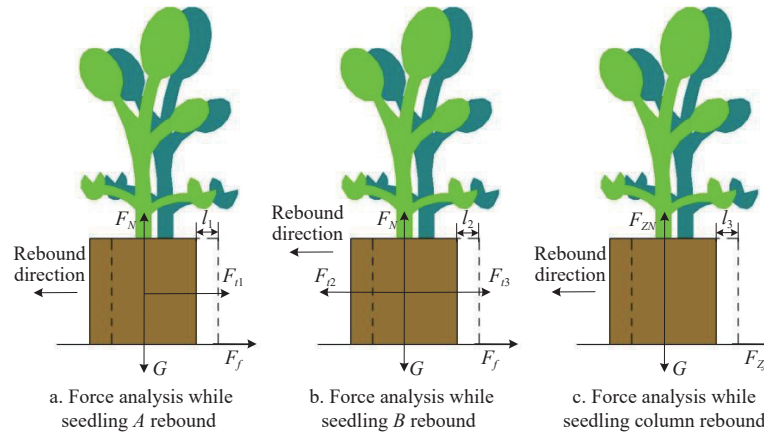 F_N
l_1
Rebound
direction
F_t1
F_f
G
a. Force analysis while
seedling A rebound
F_N
l_2
Rebound
direction
F_t2
F_t3
F_f
G
b. Force analysis while
seedling B rebound
F_ZN
l_3
Rebound
direction
G
c. Force analysis while
seedling column rebound